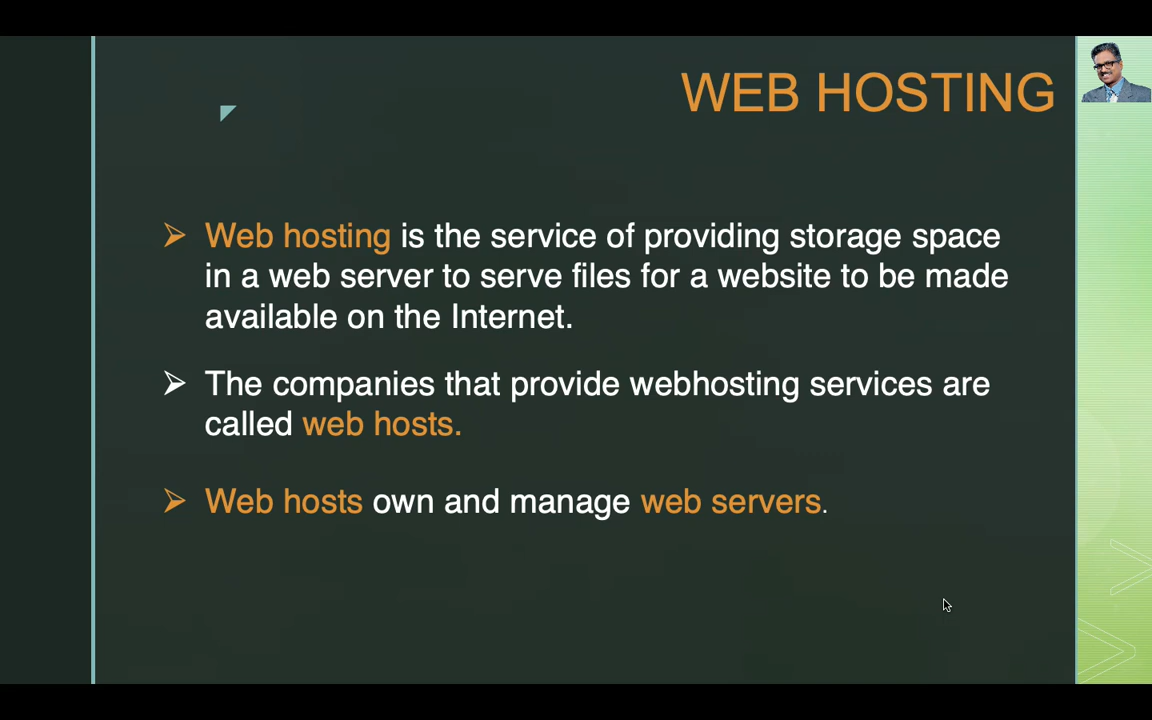 WEB HOSTING
Web hosting is the service of providing storage space
in a web server to serve files for a website to be made
available on the Internet.
The companies that provide webhosting services are
called web hosts.
Web hosts own and manage web servers.